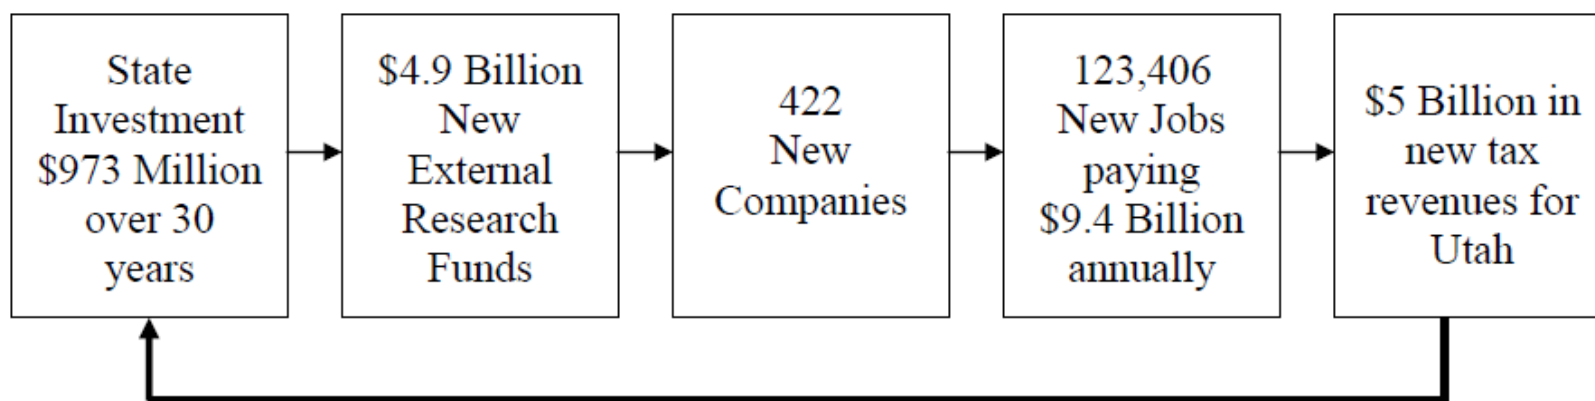 State
Investment
$973 Million
over 30
years
$4.9 Billion
New
External
Research
Funds
422
New
Companies
123,406
New Jobs
paying
$9.4 Billion
annually
$5 Billion in
new tax
revenues for
Utah